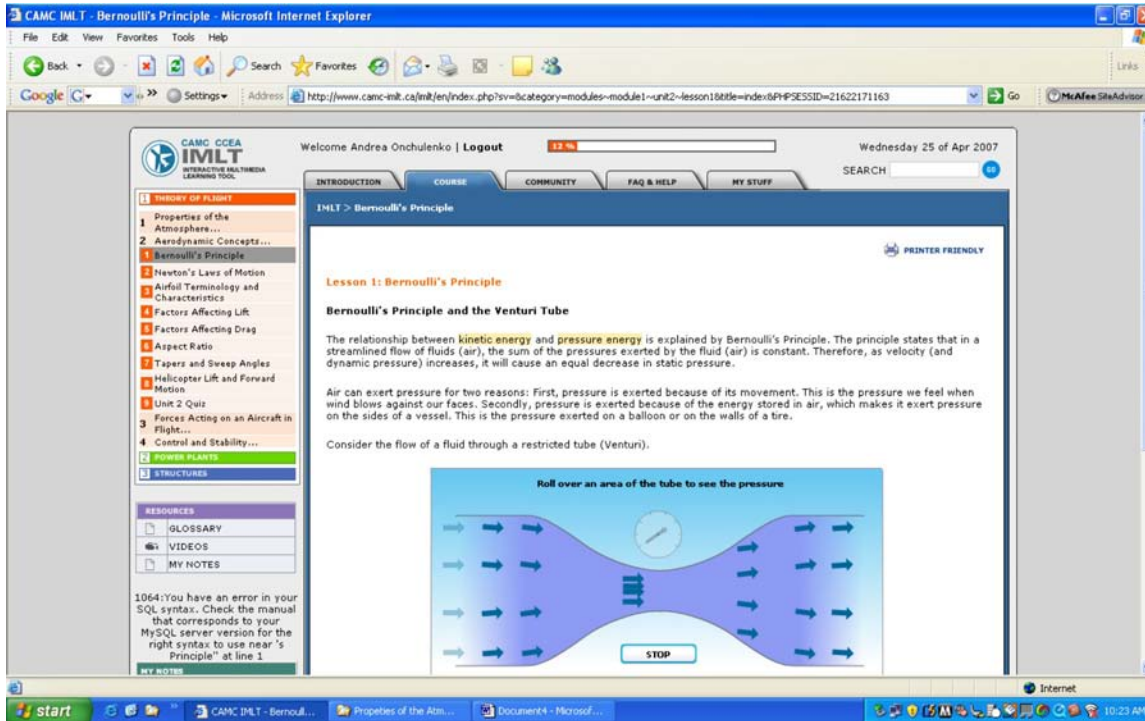 CAMC IMLT - Bernoulli's Principle - Microsoft Internet Explorer
File Edit View Favorites Tools Help
Links
Back Search Favorites
Google G Settings Address http://www.camc-imlt.ca/imlt/en/index.php?sv=&category=modules~module1~unit2~lesson1&title=index&PHPSESSID=21622171163 Go McAfee SiteAdvisor
CAMC CCEA
IMLT
INTERACTIVE MULTIMEDIA
LEARNING TOOL
Welcome Andrea Onchulenko | Logout 12 % Wednesday 25 of Apr 2007
SEARCH GO
INTRODUCTION COURSE COMMUNITY FAQ & HELP MY STUFF
1 THEORY OF FLIGHT
1 Properties of the
Atmosphere...
2 Aerodynamic Concepts...
1 Bernoulli's Principle
2 Newton's Laws of Motion
3 Airfoil Terminology and
Characteristics
4 Factors Affecting Lift
5 Factors Affecting Drag
6 Aspect Ratio
7 Tapers and Sweep Angles
8 Helicopter Lift and Forward
Motion
9 Unit 2 Quiz
3 Forces Acting on an Aircraft in
Flight...
4 Control and Stability...
2 POWER PLANTS
3 STRUCTURES
RESOURCES
GLOSSARY
VIDEOS
MY NOTES
1064:You have an error in your
SQL syntax. Check the manual
that corresponds to your
MySQL server version for the
right syntax to use near 's
Principle" at line 1
MY NOTES
IMLT > Bernoulli's Principle
PRINTER FRIENDLY
Lesson 1: Bernoulli's Principle
Bernoulli's Principle and the Venturi Tube
The relationship between kinetic energy and pressure energy is explained by Bernoulli's Principle. The principle states that in a
streamlined flow of fluids (air), the sum of the pressures exerted by the fluid (air) is constant. Therefore, as velocity (and
dynamic pressure) increases, it will cause an equal decrease in static pressure.
Air can exert pressure for two reasons: First, pressure is exerted because of its movement. This is the pressure we feel when
wind blows against our faces. Secondly, pressure is exerted because of the energy stored in air, which makes it exert pressure
on the sides of a vessel. This is the pressure exerted on a balloon or on the walls of a tire.
Consider the flow of a fluid through a restricted tube (Venturi).
Roll over an area of the tube to see the pressure
STOP
Internet
start CAMC IMLT - Bernoull... Propeties of the Atm... Document4 - Microsof... 10:23 AM